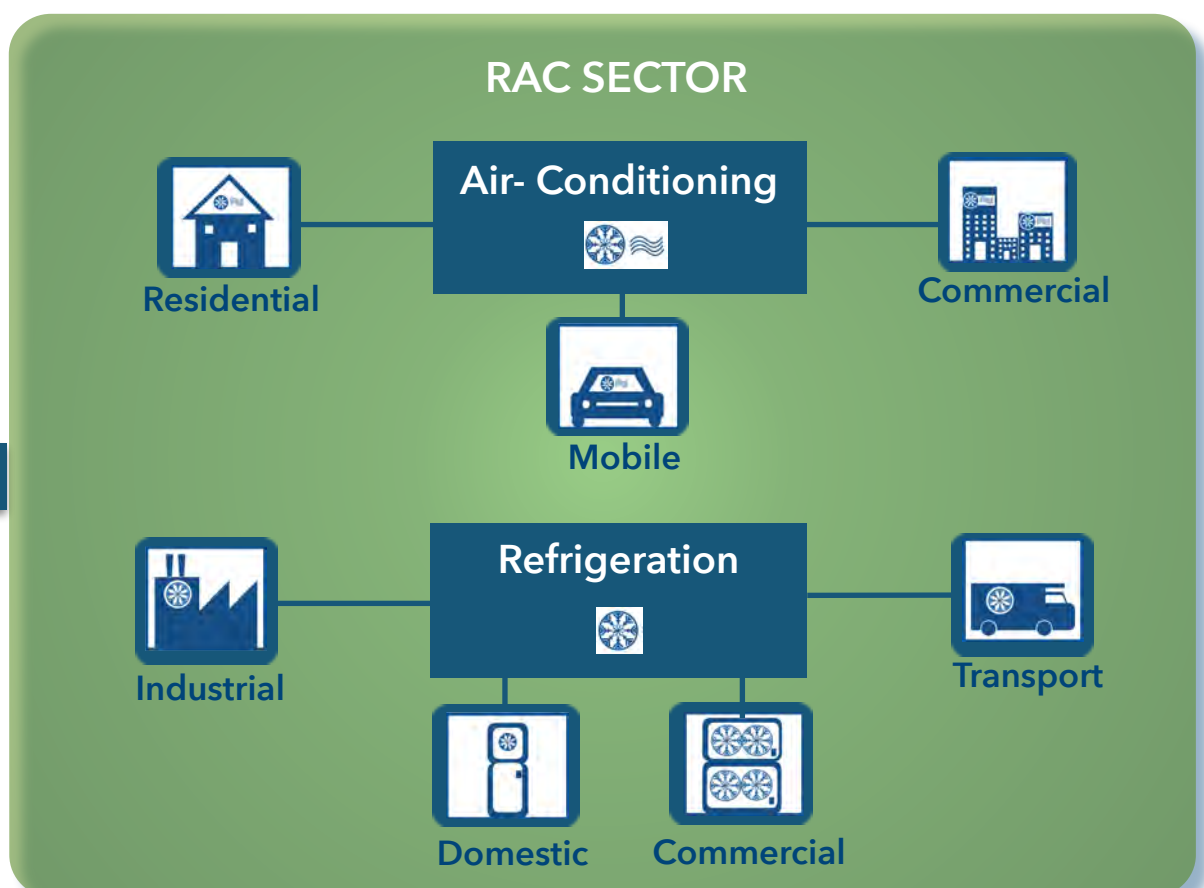 RAC SECTOR
Air- Conditioning
Residential
Commercial
Mobile
Refrigeration
Industrial
Transport
Domestic
Commercial